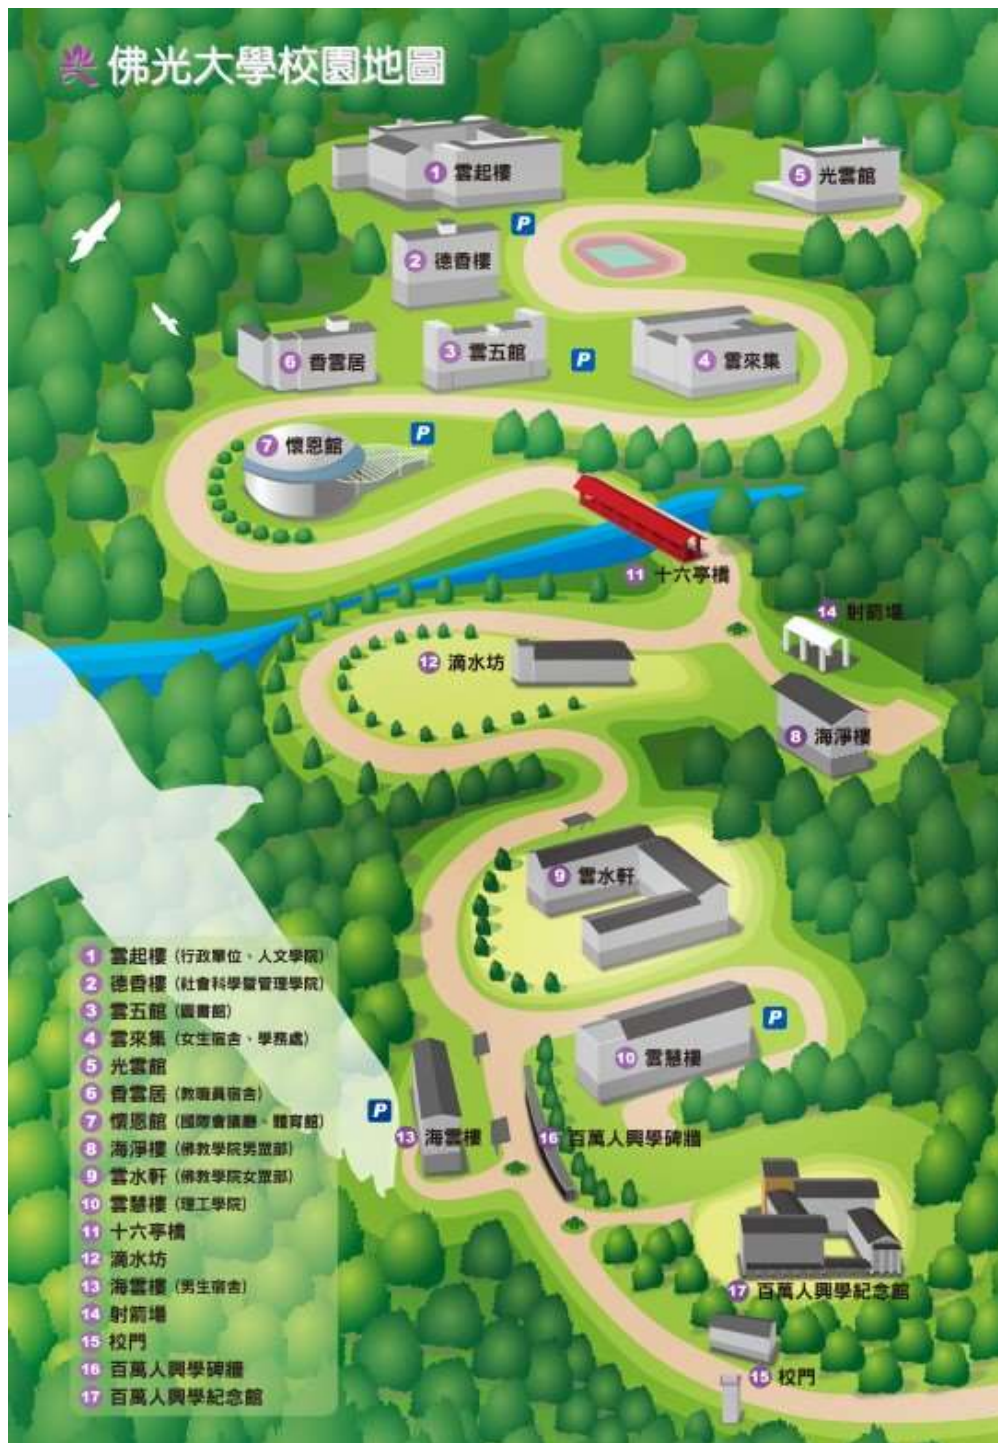 佛光大學校園地圖
1 雲起樓
5 光雲館
P
2 德香樓
6 香雲居
3 雲五館
P
4 雲來集
7 懷恩館
P
11 十六亭橋
14 射箭場
12 滴水坊
8 海淨樓
9 雲水軒
P
10 雲慧樓
P
13 海雲樓
16 百萬人興學碑牆
17 百萬人興學紀念館
15 校門
1 雲起樓 (行政單位、人文學院)
2 德香樓 (社會科學暨管理學院)
3 雲五館 (圖書館)
4 雲來集 (女生宿舍、學務處)
5 光雲館
6 香雲居 (教職員宿舍)
7 懷恩館 (國際會議廳、體育館)
8 海淨樓 (佛教學院男眾部)
9 雲水軒 (佛教學院女眾部)
10 雲慧樓 (理工學院)
11 十六亭橋
12 滴水坊
13 海雲樓 (男生宿舍)
14 射箭場
15 校門
16 百萬人興學碑牆
17 百萬人興學紀念館